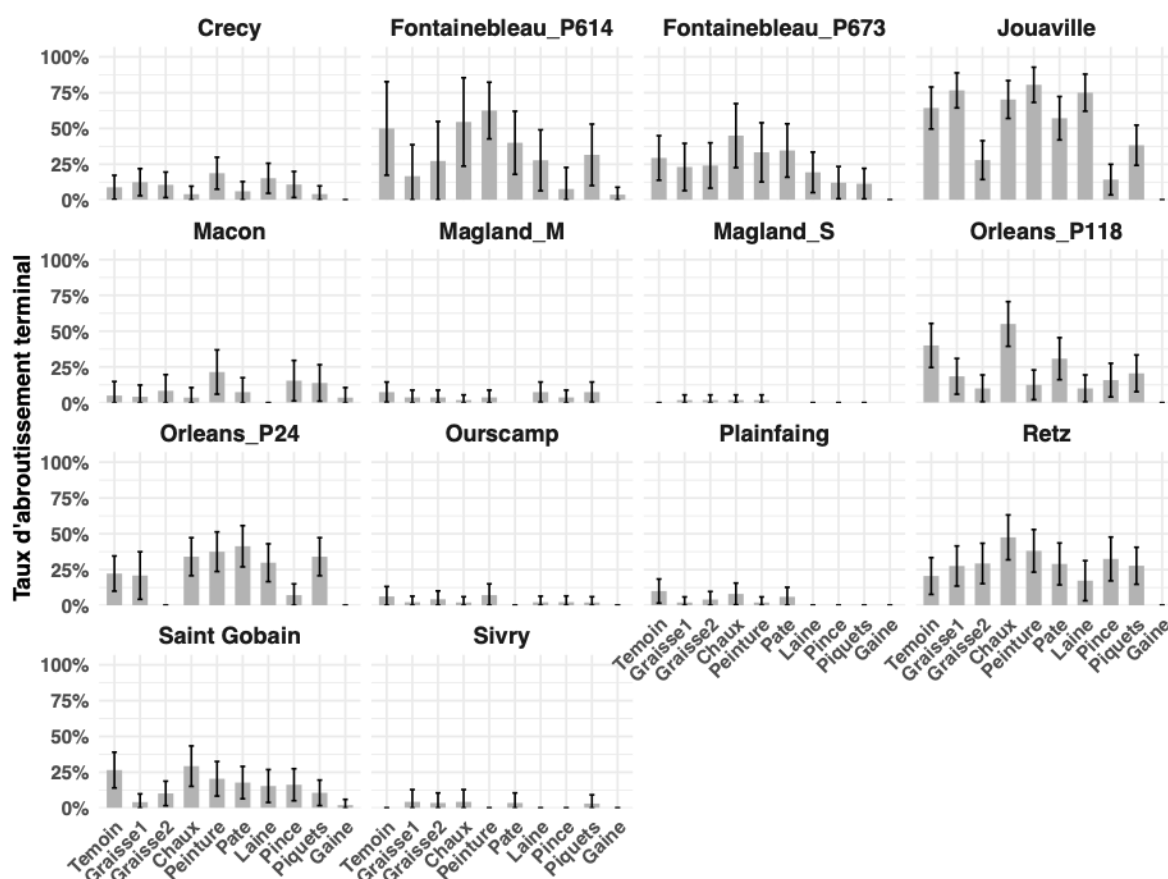 Crecy Fontainebleau_P614 Fontainebleau_P673 Jouaville
100%
75%
50%
25%
0%
Macon Magland_M Magland_S Orleans_P118
100%
75%
50%
25%
0%
Taux d'abroutissement terminal
Orleans_P24 Ourscamp Plainfaing Retz
100%
75%
50%
25%
0%
Temoin Graisse1 Graisse2 Chaux Peinture Pate Laine Pince Piquets Gaine
Temoin Graisse1 Graisse2 Chaux Peinture Pate Laine Pince Piquets Gaine
Saint Gobain Sivry
100%
75%
50%
25%
0%
Temoin Graisse1 Graisse2 Chaux Peinture Pate Laine Pince Piquets Gaine
Temoin Graisse1 Graisse2 Chaux Peinture Pate Laine Pince Piquets Gaine